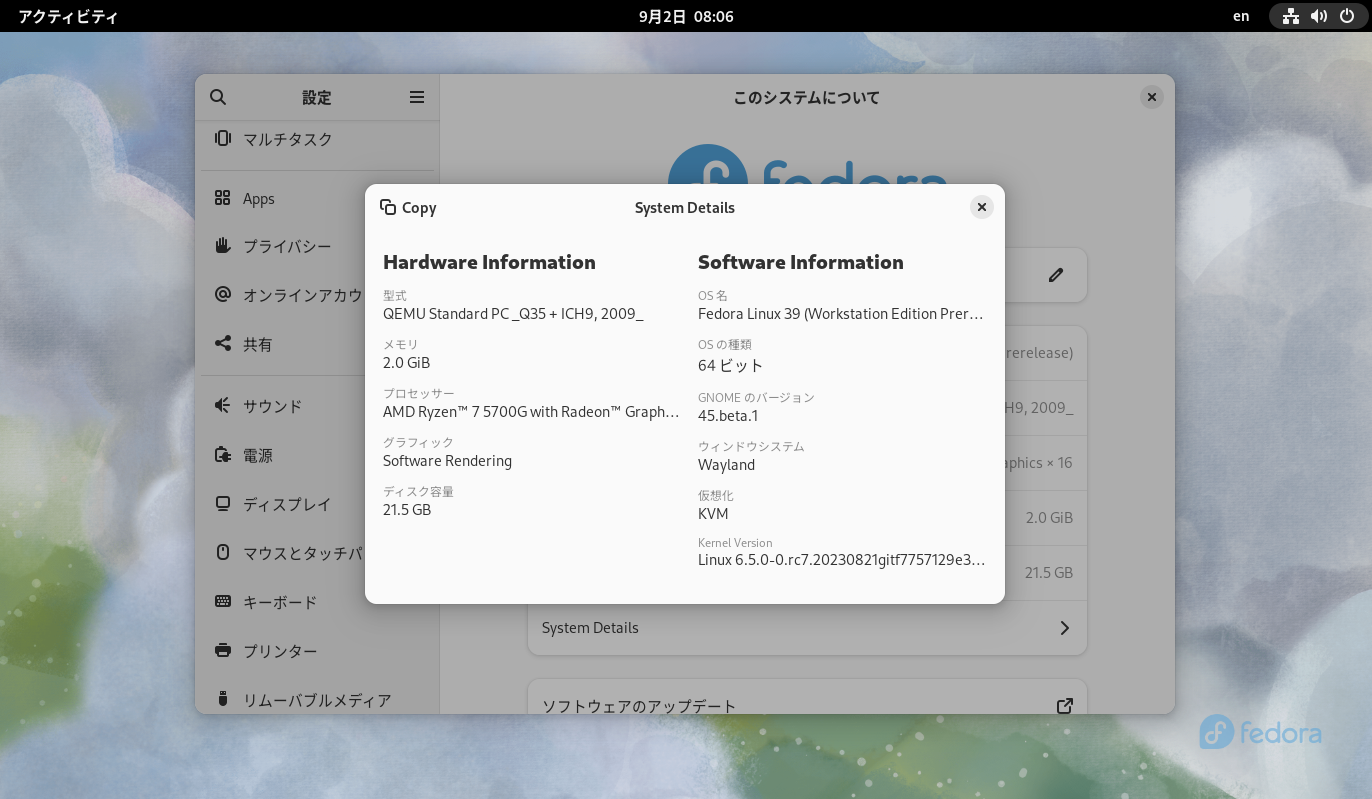 アクティビティ
9月2日 08:06
en
設定
このシステムについて
マルチタスク
fedora
Apps
Copy
System Details
プライバシー
Hardware Information
Software Information
オンラインアカウ
型式
QEMU Standard PC _Q35 + ICH9, 2009_
OS 名
Fedora Linux 39 (Workstation Edition Prer…
共有
メモリ
2.0 GiB
OS の種類
64 ビット
rerelease)
サウンド
プロセッサー
AMD Ryzen™ 7 5700G with Radeon™ Graph…
GNOME のバージョン
45.beta.1
H9, 2009_
電源
グラフィック
Software Rendering
ウィンドウシステム
Wayland
aphics × 16
ディスプレイ
ディスク容量
21.5 GB
仮想化
KVM
2.0 GiB
マウスとタッチパ
Kernel Version
Linux 6.5.0-0.rc7.20230821gitf7757129e3…
21.5 GB
キーボード
System Details
プリンター
リムーバブルメディア
ソフトウェアのアップデート
fedora